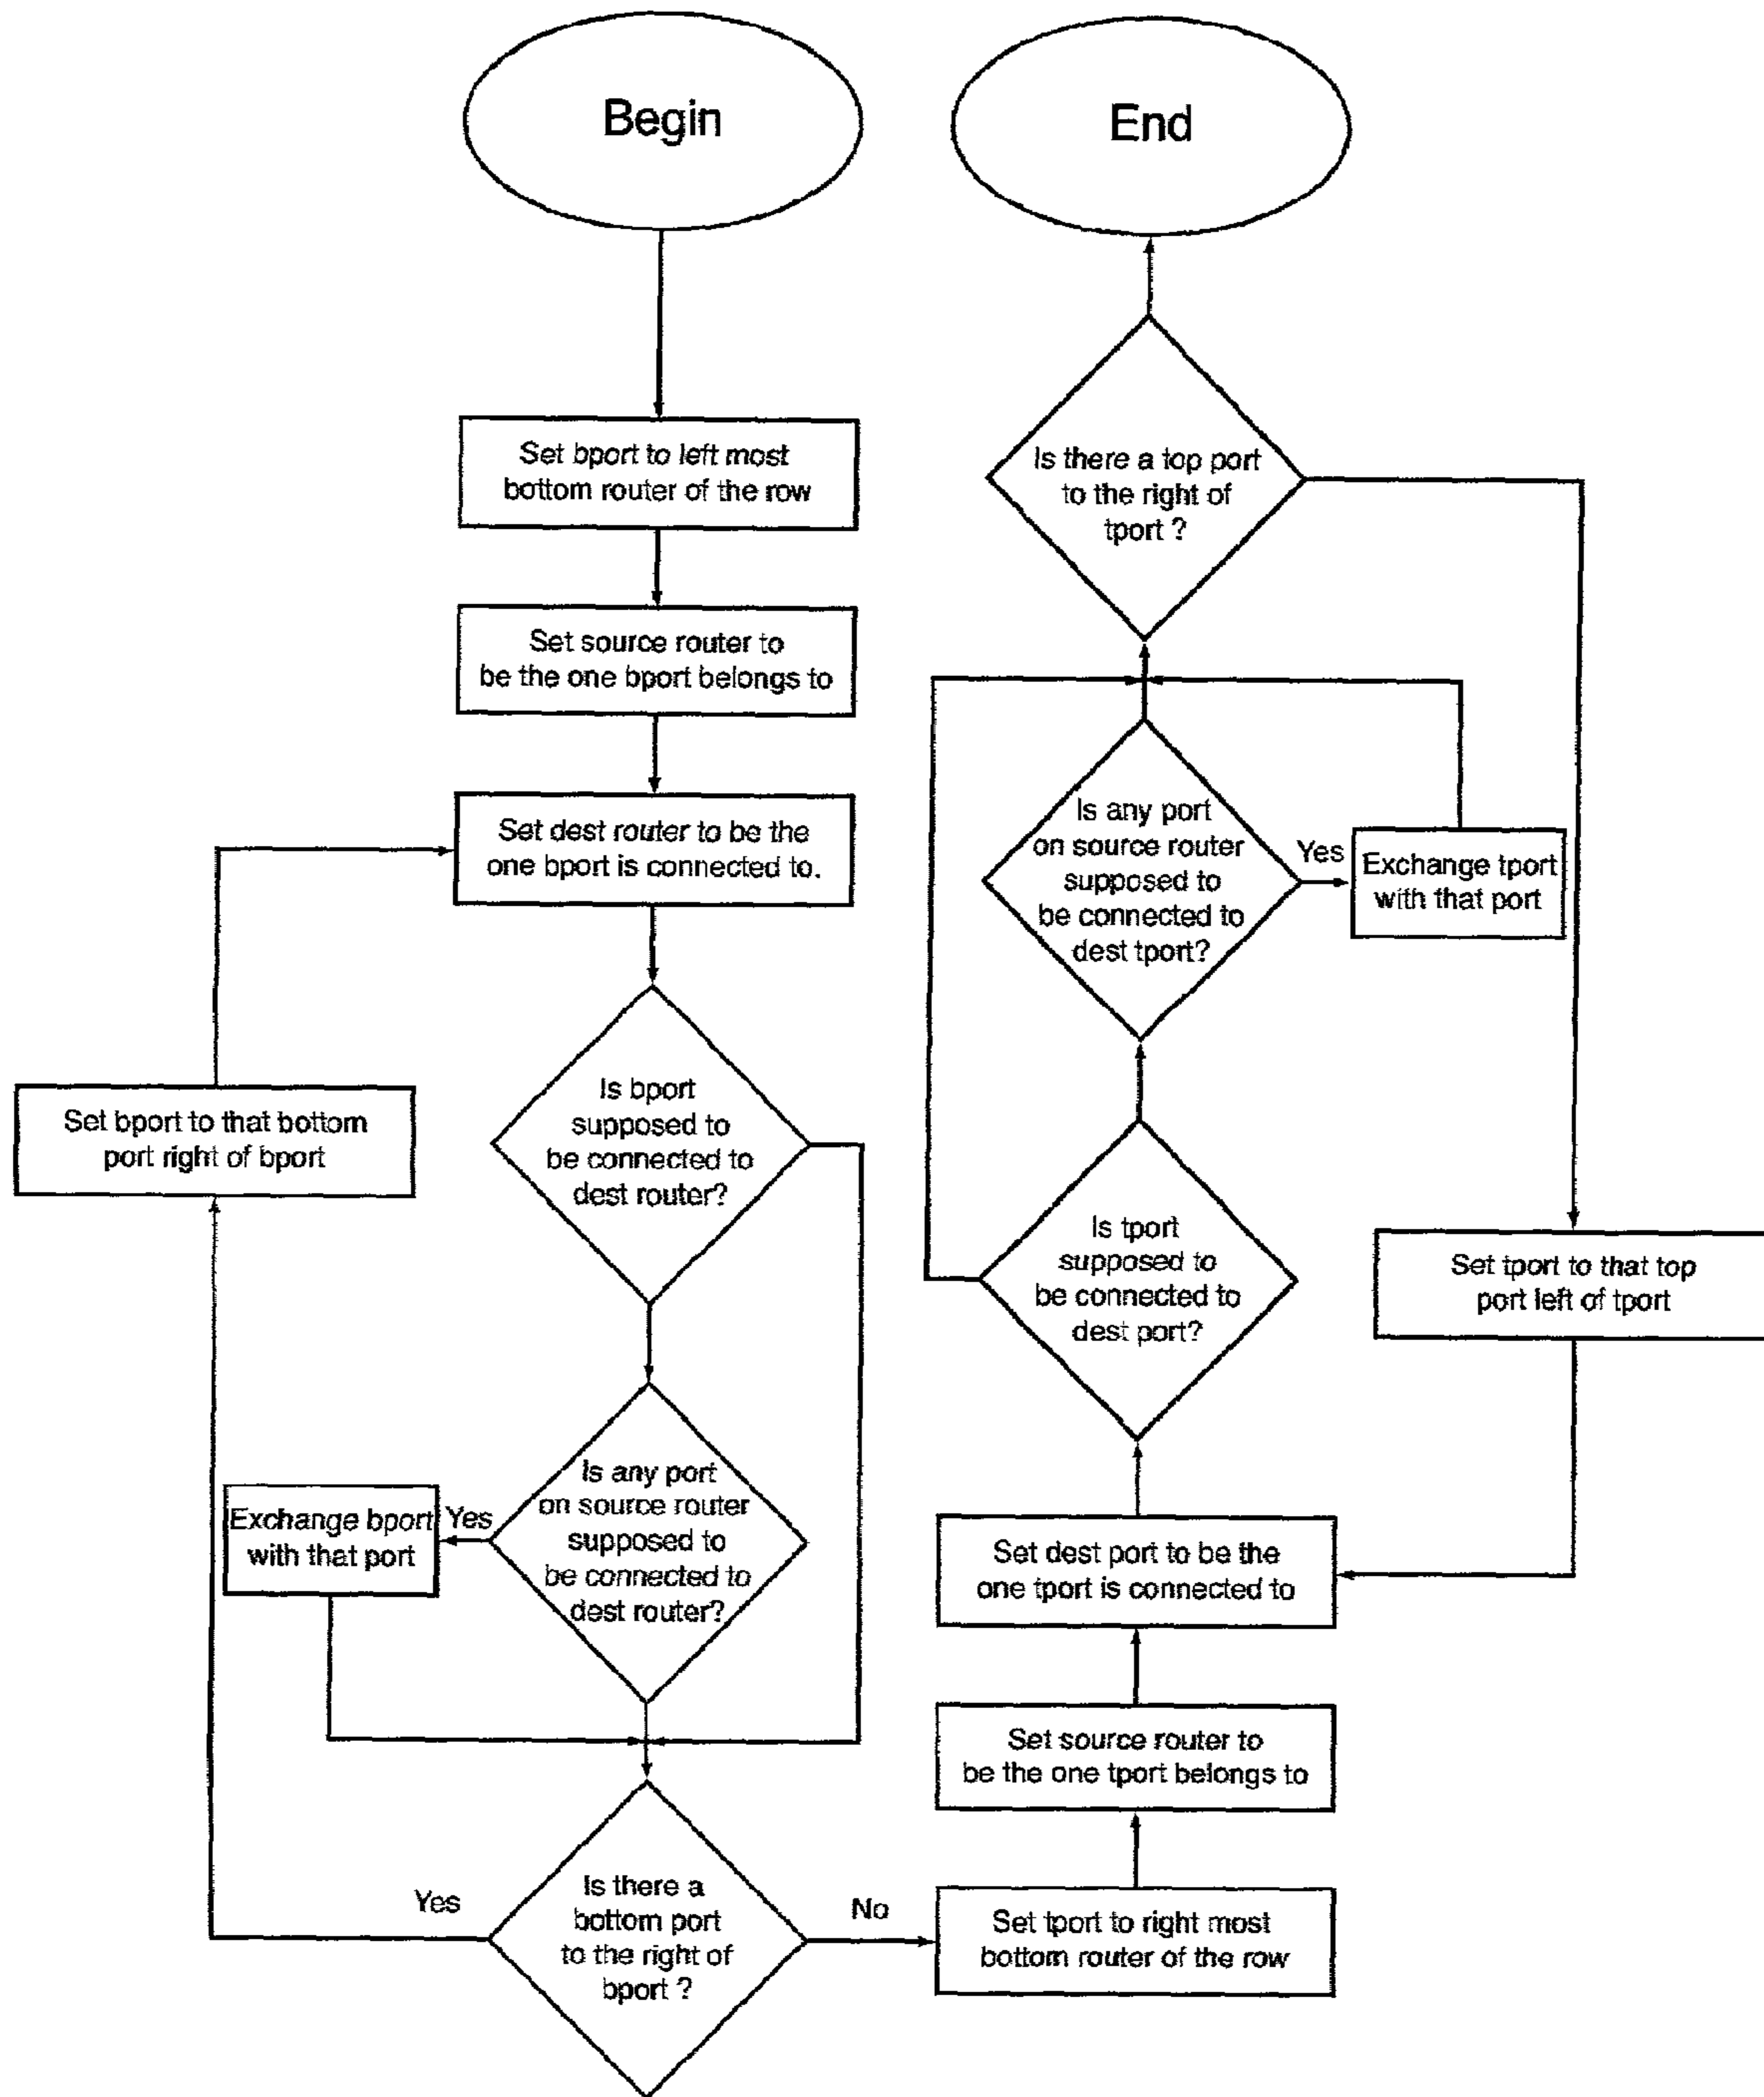 Begin
Set bport to left most
bottom router of the row
Set source router to
be the one bport belongs to
Set dest router to be the
one bport is connected to.
Is bport
supposed to
be connected to
dest router?
Set bport to that bottom
port right of bport
Is any port
on source router
supposed to
be connected to
dest router?
Yes
Exchange bport
with that port
Is there a
bottom port
to the right of
bport ?
Yes
No
Set tport to right most
bottom router of the row
Set source router to
be the one tport belongs to
Set dest port to be the
one tport is connected to
Is tport
supposed to
be connected to
dest port?
Is any port
on source router
supposed to
be connected to
dest tport?
Yes
Exchange tport
with that port
Is there a top port
to the right of
tport ?
Set tport to that top
port left of tport
End